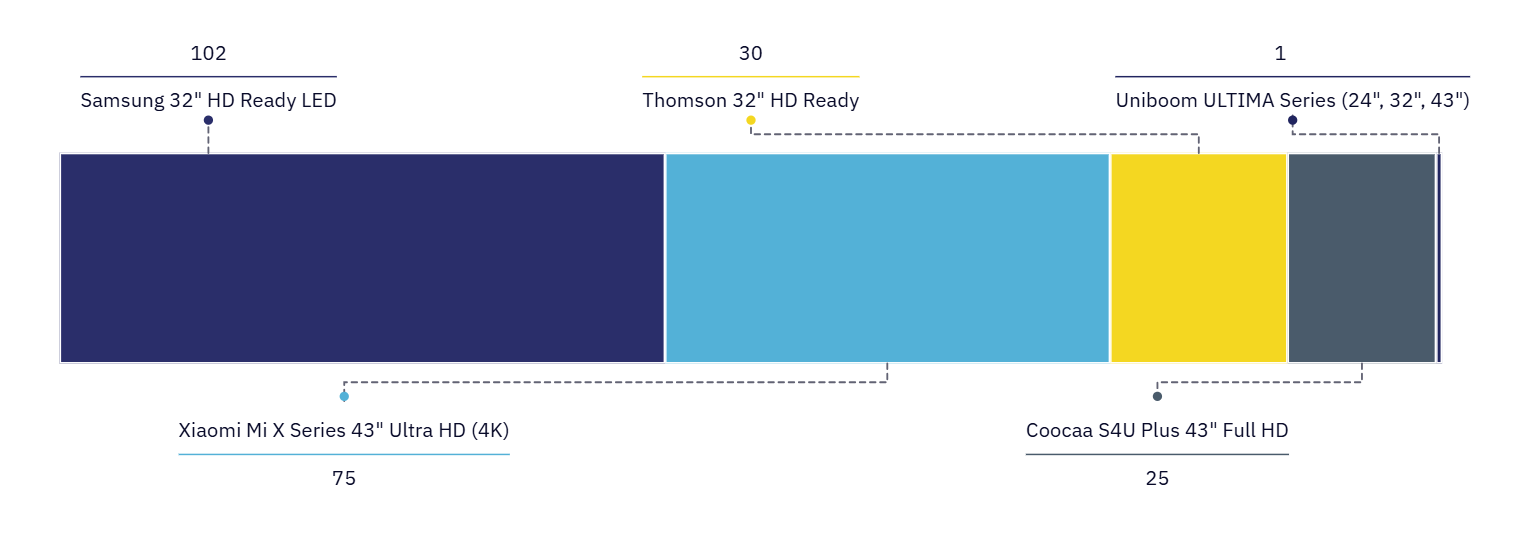 102
Samsung 32" HD Ready LED
30
Thomson 32" HD Ready
1
Uniboom ULTIMA Series (24", 32", 43")
Xiaomi Mi X Series 43" Ultra HD (4K)
75
Coocaa S4U Plus 43" Full HD
25